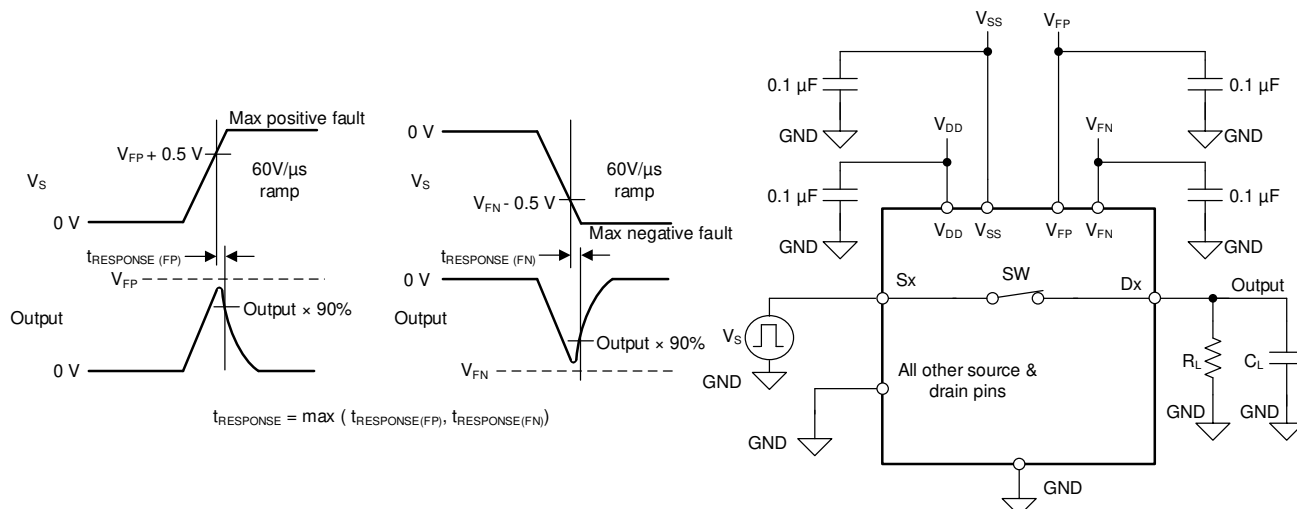 Max positive fault
V_FP + 0.5 V
60V/µs
ramp
V_S
0 V
t_RESPONSE (FP)
V_FP
Output × 90%
Output
0 V
0 V
60V/µs
ramp
V_FN - 0.5 V
Max negative fault
t_RESPONSE (FN)
0 V
Output
Output × 90%
V_FN
t_RESPONSE = max ( t_RESPONSE(FP), t_RESPONSE(FN))
V_SS
V_FP
0.1 µF
0.1 µF
GND
V_DD
V_FN
GND
0.1 µF
0.1 µF
GND
V_DD
V_SS
V_FP
V_FN
GND
Sx
SW
Dx
Output
V_S
GND
All other source &
drain pins
R_L
C_L
GND
GND
GND
GND